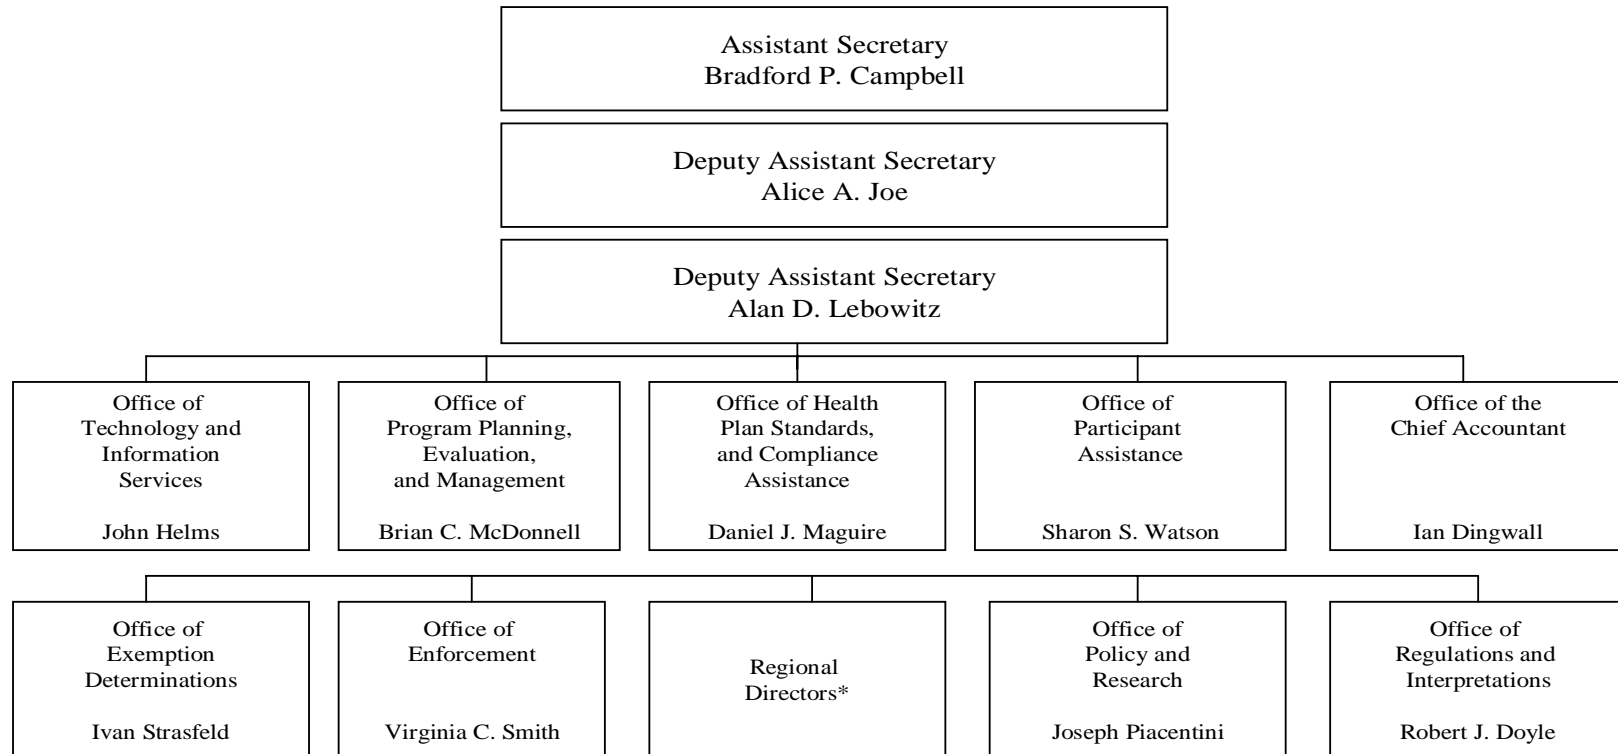 Assistant Secretary
Bradford P. Campbell
Deputy Assistant Secretary
Alice A. Joe
Deputy Assistant Secretary
Alan D. Lebowitz
Office of
Technology and
Information
Services
John Helms
Office of
Program Planning,
Evaluation,
and Management
Brian C. McDonnell
Office of Health
Plan Standards,
and Compliance
Assistance
Daniel J. Maguire
Office of
Participant
Assistance
Sharon S. Watson
Office of the
Chief Accountant
Ian Dingwall
Office of
Exemption
Determinations
Ivan Strasfeld
Office of
Enforcement
Virginia C. Smith
Regional
Directors*
Office of
Policy and
Research
Joseph Piacentini
Office of
Regulations and
Interpretations
Robert J. Doyle